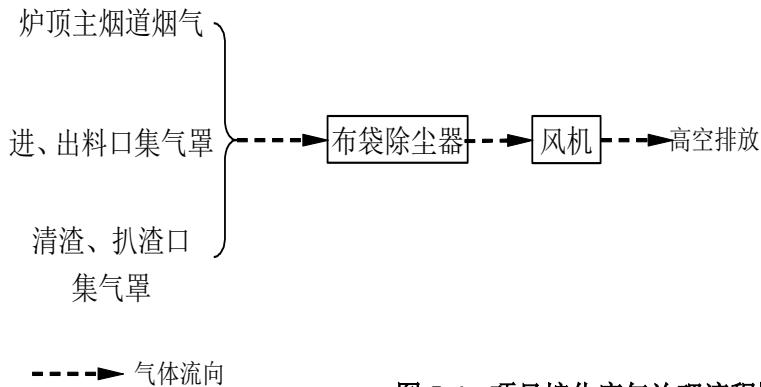 炉顶主烟道烟气
进、出料口集气罩
布袋除尘器
风机
高空排放
清渣、扒渣口
集气罩
气体流向